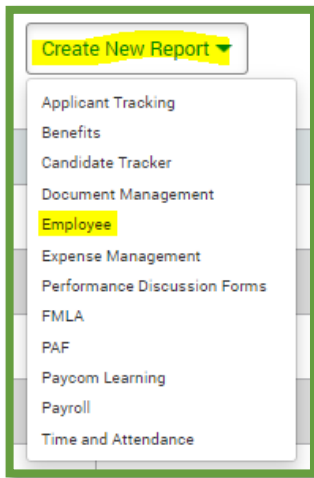 Create New Report
Applicant Tracking
Benefits
Candidate Tracker
Document Management
Employee
Expense Management
Performance Discussion Forms
FMLA
PAF
Paycom Learning
Payroll
Time and Attendance